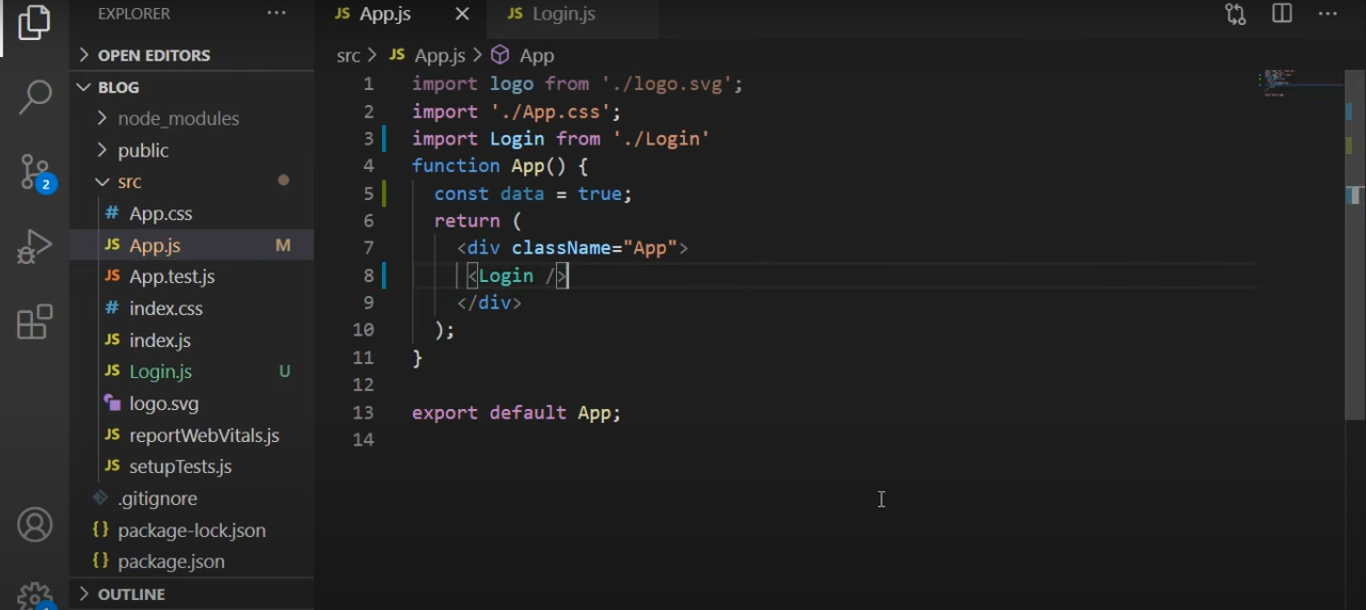 EXPLORER ···
OPEN EDITORS
BLOG
node_modules
public
src
# App.css
JS App.js M
JS App.test.js
# index.css
JS index.js
JS Login.js U
logo.svg
JS reportWebVitals.js
JS setupTests.js
.gitignore
{} package-lock.json
{} package.json
OUTLINE
2
JS App.js × JS Login.js ···
src > JS App.js > App
1 import logo from './logo.svg';
2 import './App.css';
3 import Login from './Login'
4 function App() {
5 const data = true;
6 return (
7 <div className="App">
8 <Login />
9 </div>
10 );
11 }
12
13 export default App;
14